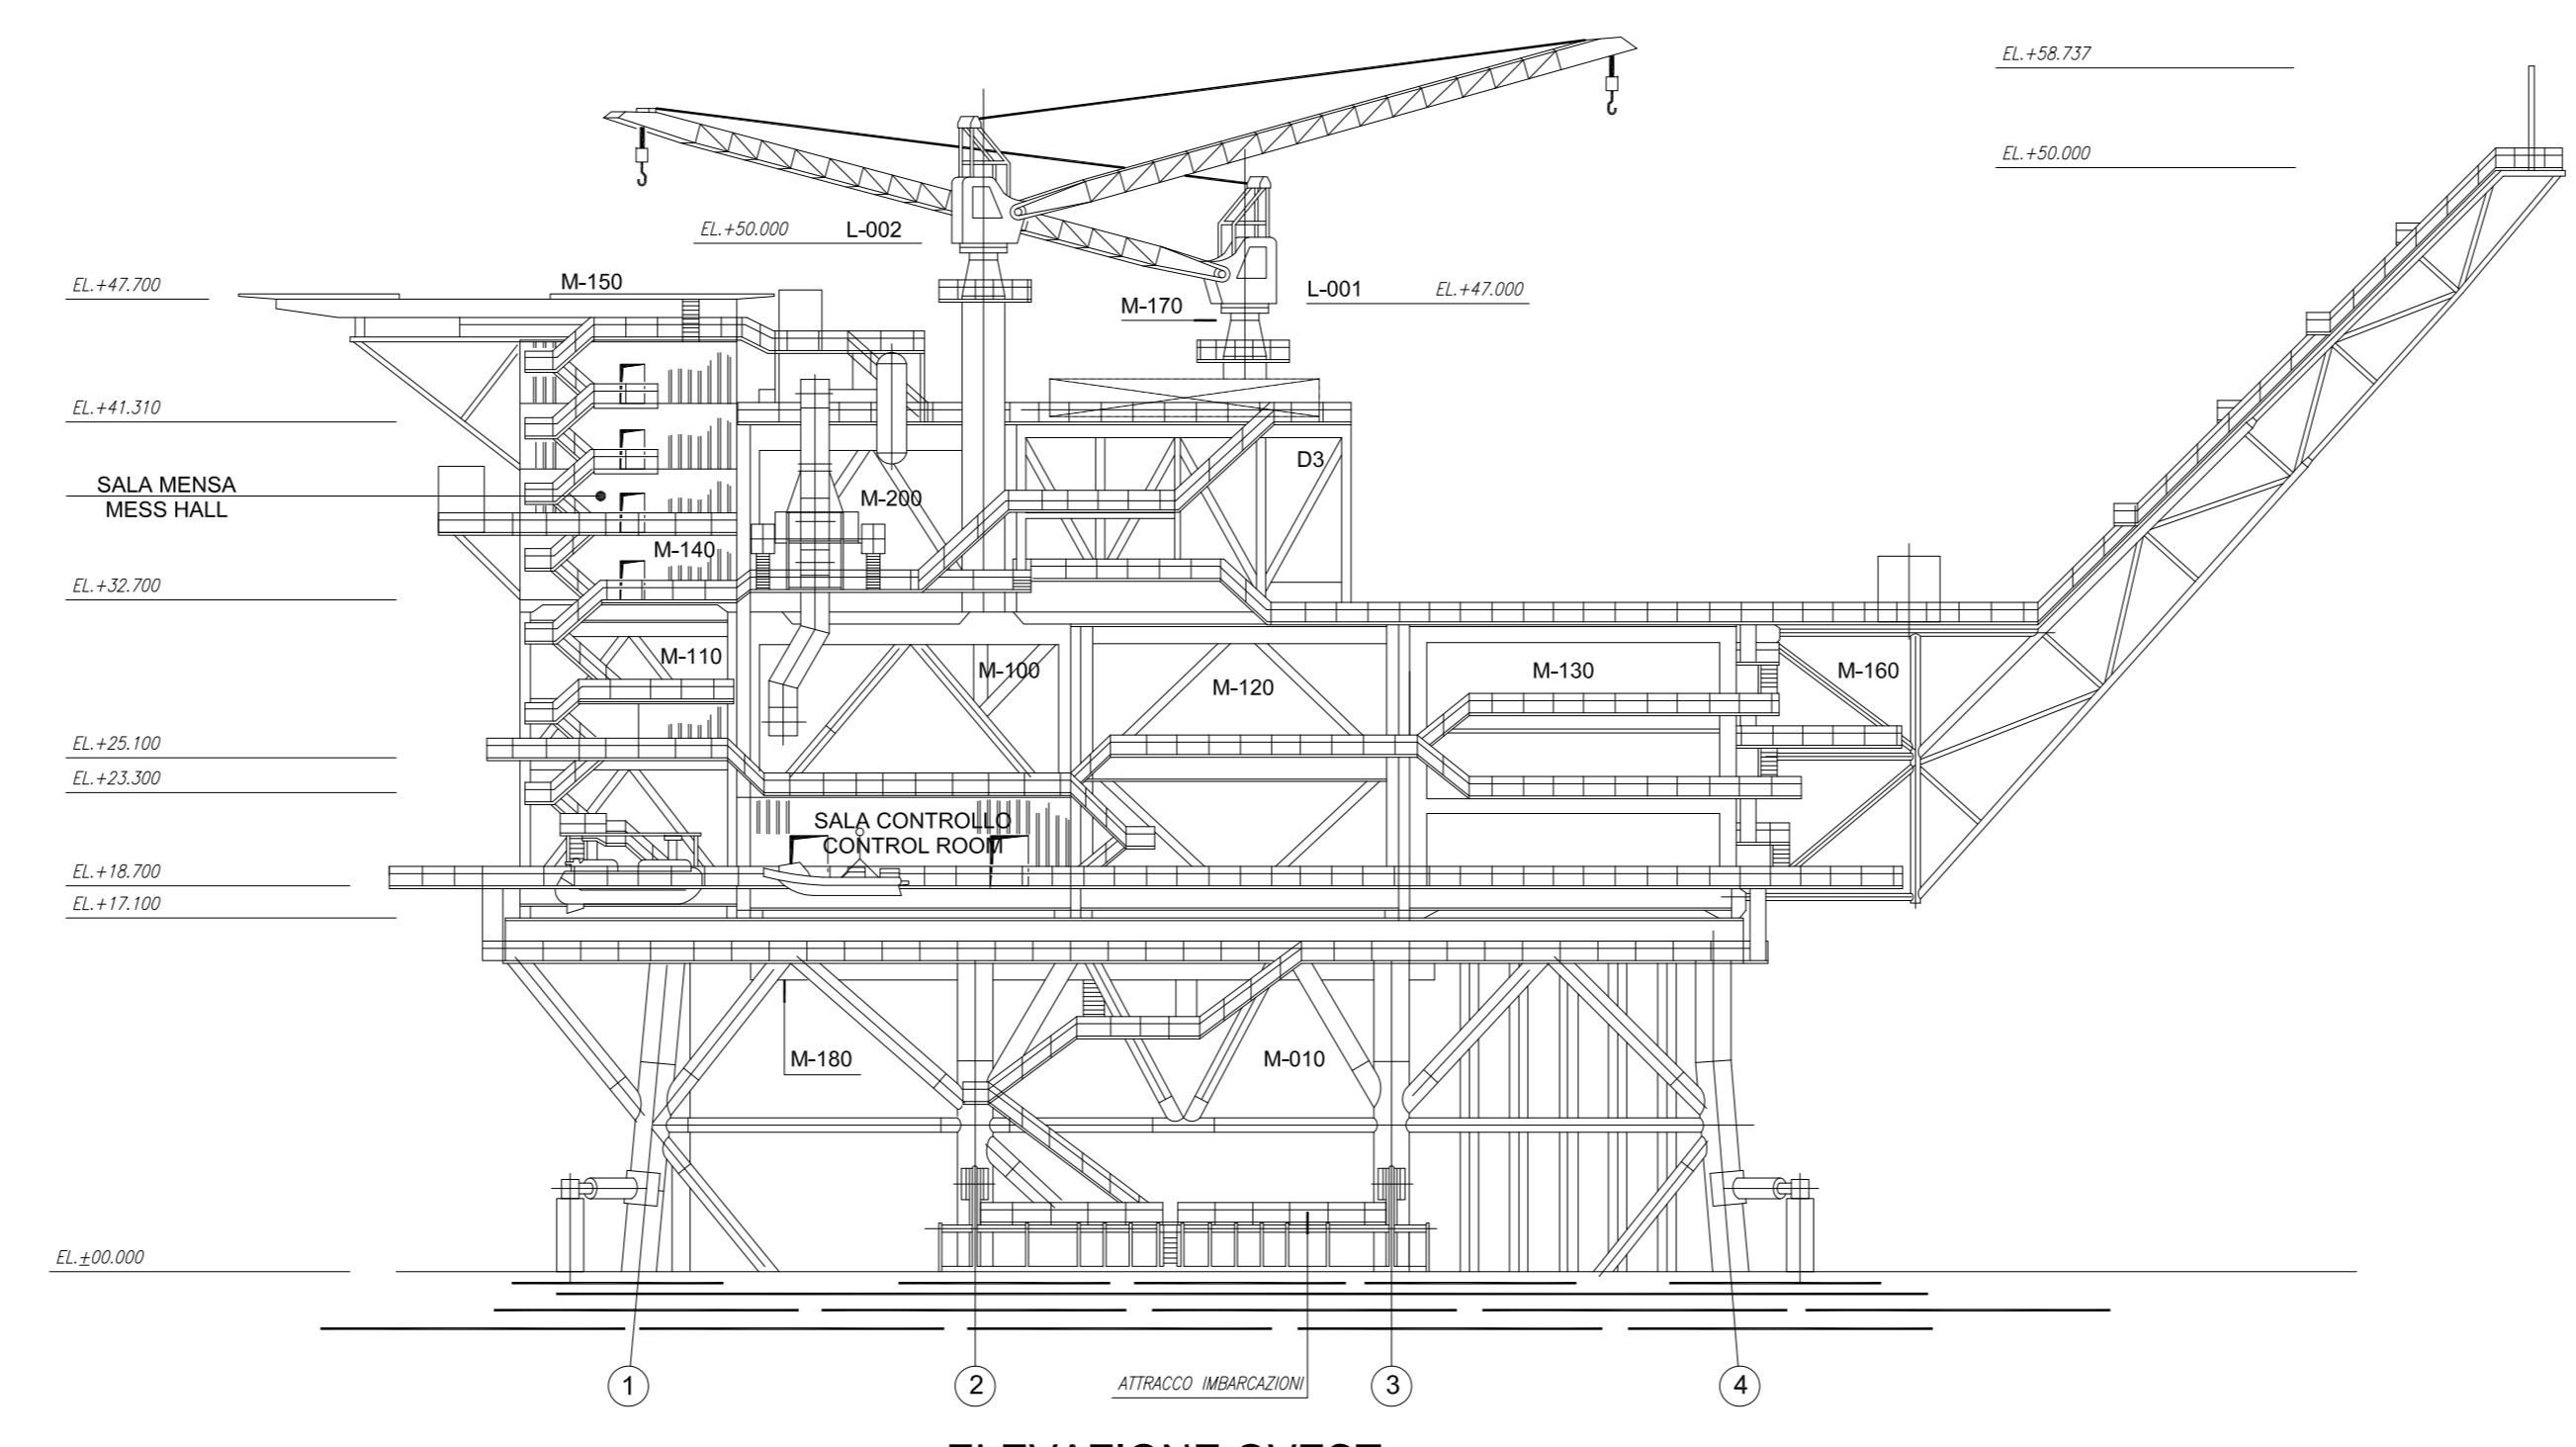 EL.+58.737
EL.+50.000
EL.+50.000 L-002
EL.+47.700
M-150
L-001 EL.+47.000
M-170
EL.+41.310
D3
SALA MENSA
MESS HALL
M-200
M-140
EL.+32.700
M-110
M-100
M-120
M-130
M-160
EL.+25.100
EL.+23.300
SALA CONTROLLO
CONTROL ROOM
EL.+18.700
EL.+17.100
M-180
M-010
EL.±00.000
1
2
ATTRACCO IMBARCAZIONI
3
4
ELEVAZIONE OVEST